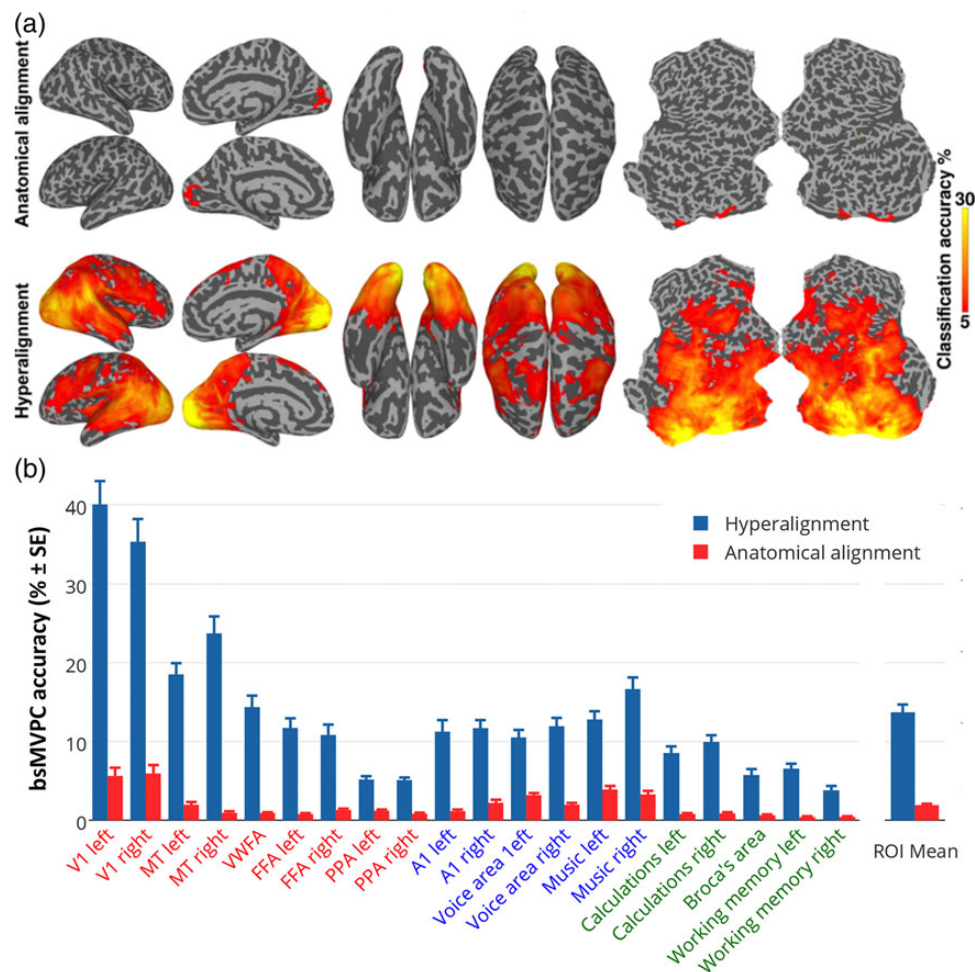 (a)
Anatomical alignment
Hyperalignment
Classification accuracy %
30
5
(b)
bsMVPC accuracy (% ± SE)
40
30
20
10
0
Hyperalignment
Anatomical alignment
V1 left
V1 right
MT left
MT right
VWFA
FFA left
FFA right
PPA left
PPA right
A1 left
A1 right
Voice area 1eft
Voice area right
Music left
Music right
Calculations left
Calculations right
Broca's area
Working memory left
Working memory right
ROI Mean